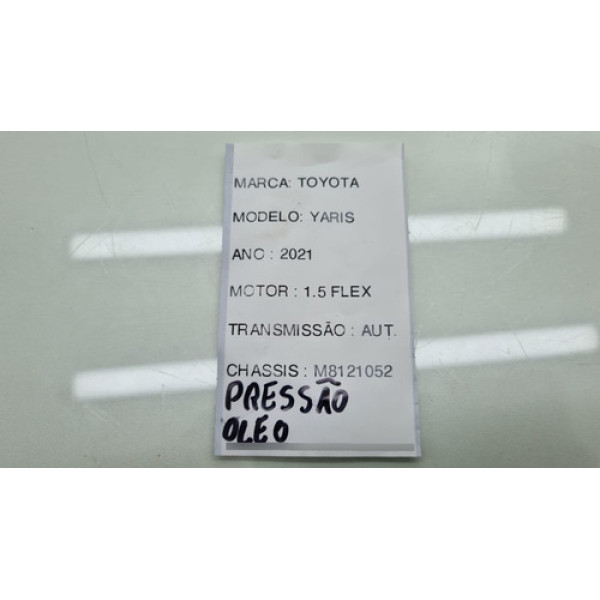 MARCA: TOYOTA
MODELO: YARIS
ANO : 2021
MOTOR : 1.5 FLEX
TRANSMISSÃO : AUT.
CHASSIS : M8121052
PRESSÃO
OLEO